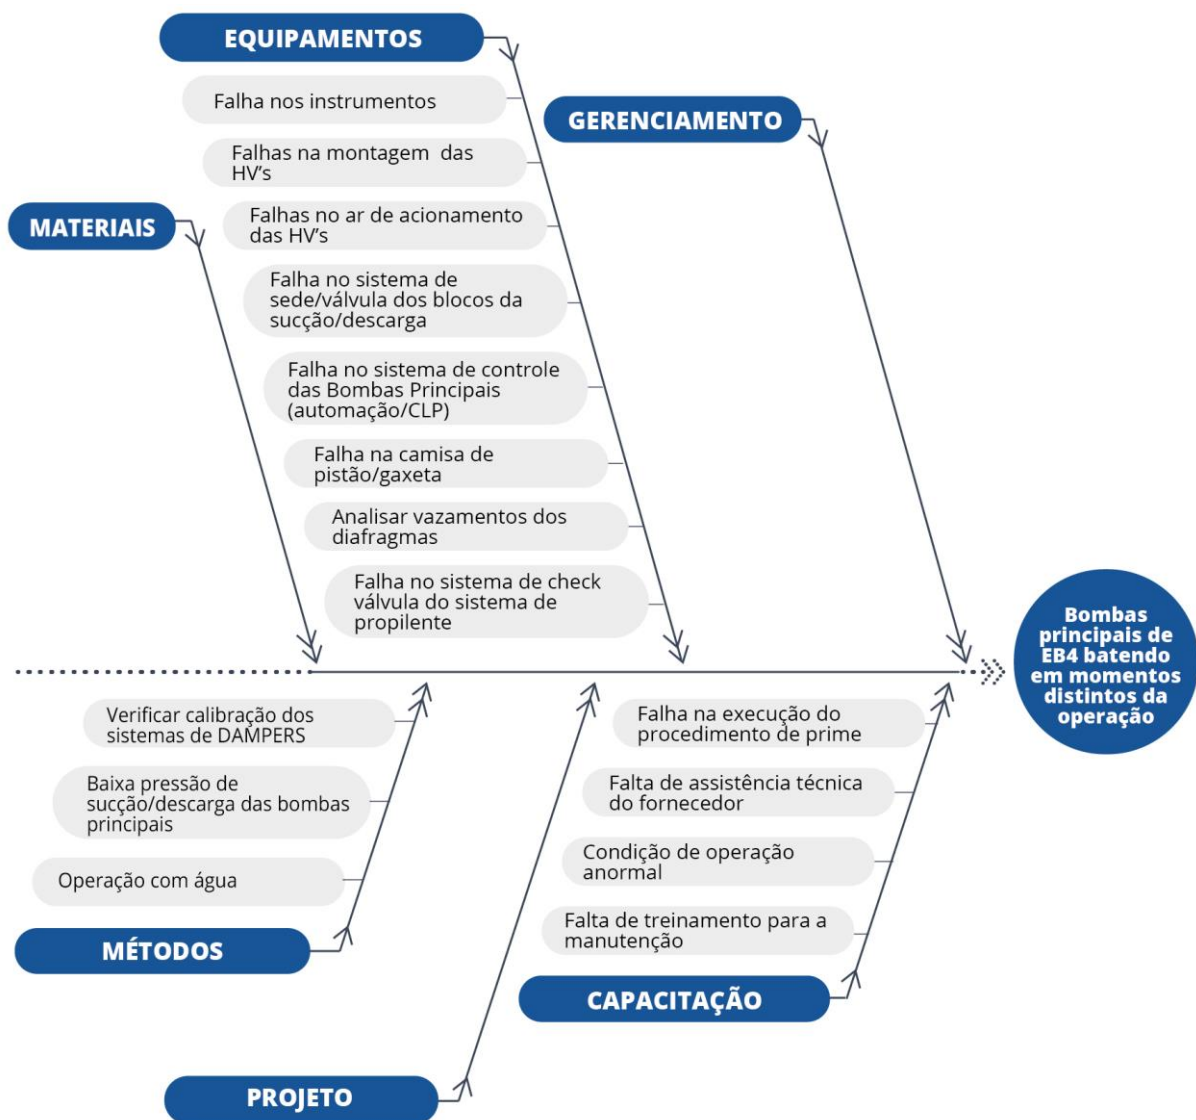 EQUIPAMENTOS
Falha nos instrumentos
Falhas na montagem das
HV's
Falhas no ar de acionamento
das HV's
Falha no sistema de
sede/válvula dos blocos da
sucção/descarga
Falha no sistema de controle
das Bombas Principais
(automação/CLP)
Falha na camisa de
pistão/gaxeta
Analisar vazamentos dos
diafragmas
Falha no sistema de check
válvula do sistema de
propilente
GERENCIAMENTO
MATERIAIS
Bombas
principais de
EB4 batendo
em momentos
distintos da
operação
Verificar calibração dos
sistemas de DAMPERS
Baixa pressão de
sucção/descarga das bombas
principais
Operação com água
MÉTODOS
Falha na execução do
procedimento de prime
Falta de assistência técnica
do fornecedor
Condição de operação
anormal
Falta de treinamento para a
manutenção
CAPACITAÇÃO
PROJETO